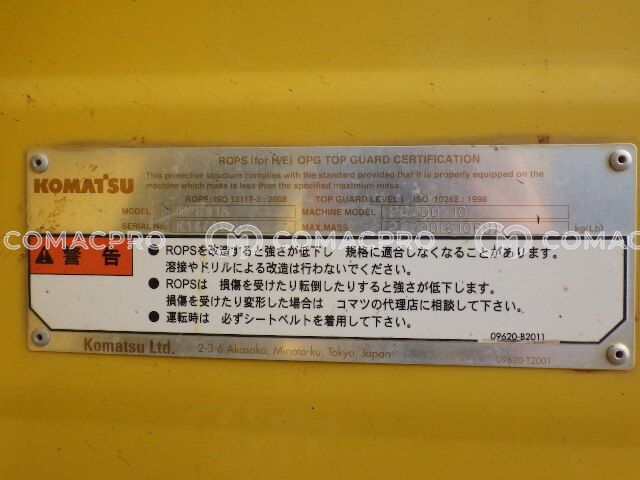 ROPS (for H/E) OPG TOP GUARD CERTIFICATION
This protective structure complies with the standard provided that it is properly equipped on the
machine which mass is less than the specified maximum mass.
KOMATSU
ROPS: ISO 12117-2 : 2008 TOP GUARD LEVEL I ISO 10262 : 1998
MODEL MACHINE MODEL PC200-10
SERIAL No. MAX.MASS kg(Lb)
COMACPRO COMACPRO COMACPRO
警告
● ROPSを改造すると強さが低下し 規格に適合しなくなることがあります。
溶接やドリルによる改造は行わないでください。
● ROPSは 損傷を受けたり転倒したりすると強さが低下します。
損傷を受けたり変形した場合は コマツの代理店に相談して下さい。
● 運転時は 必ずシートベルトを着用して下さい。
09620-B2011
Komatsu Ltd. 2-3-6 Akasaka, Minato-ku, Tokyo, Japan 09620-T2001